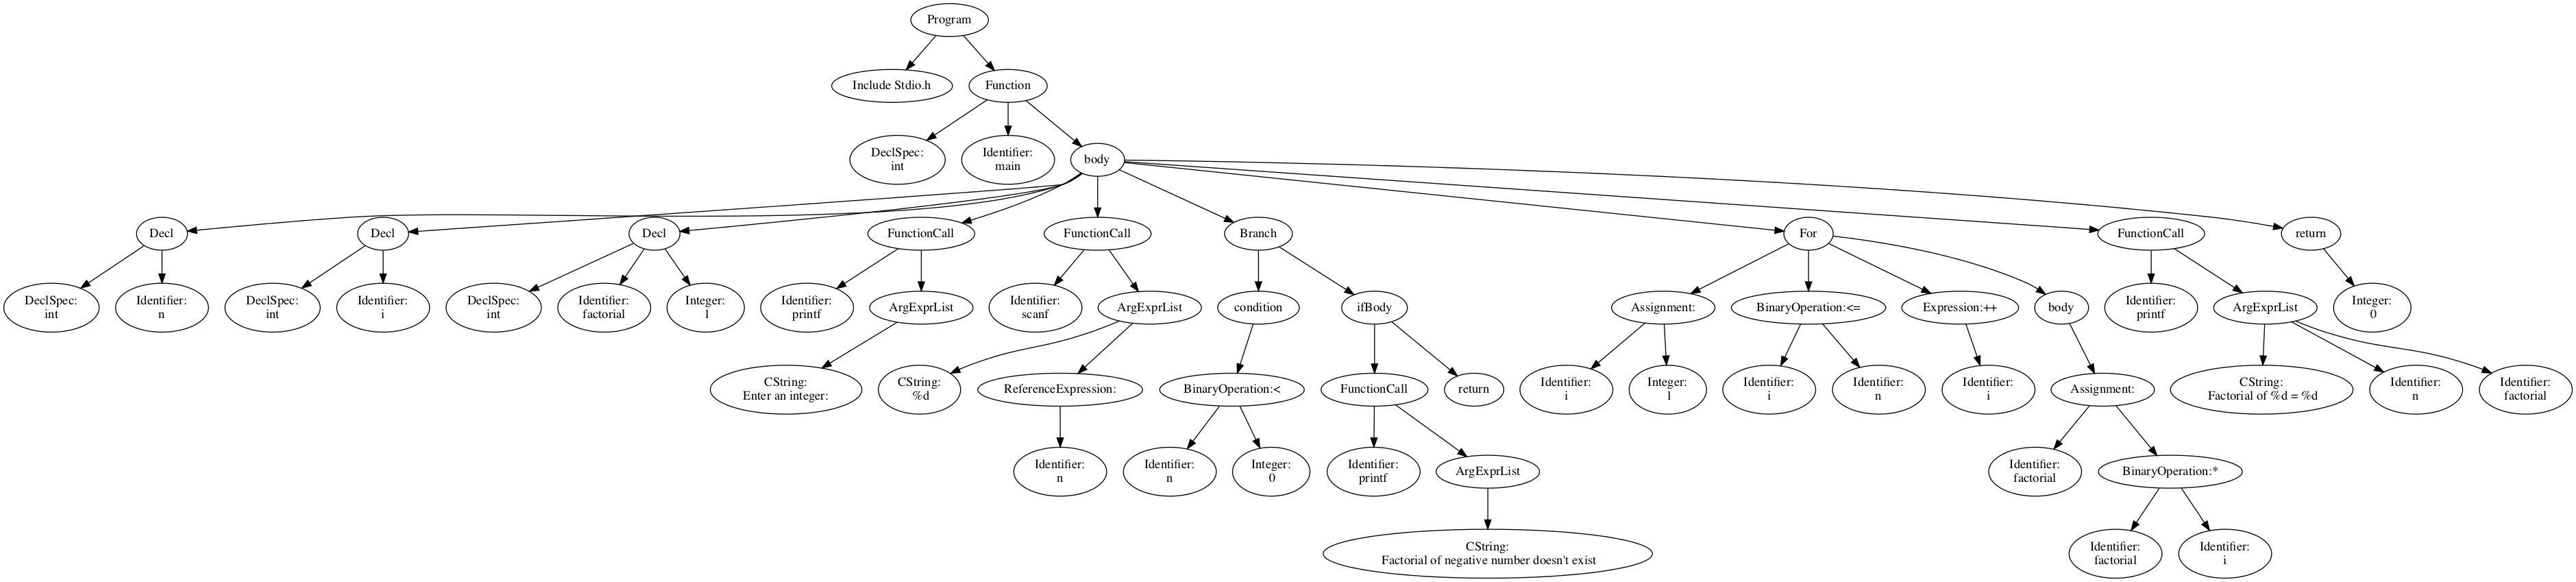 Program
Include Stdio.h
Function
DeclSpec:
int
Identifier:
main
body
Decl
Decl
Decl
FunctionCall
FunctionCall
Branch
For
FunctionCall
return
DeclSpec:
int
Identifier:
n
DeclSpec:
int
Identifier:
i
DeclSpec:
int
Identifier:
factorial
Integer:
1
Identifier:
printf
ArgExprList
Identifier:
scanf
ArgExprList
condition
ifBody
Assignment:
BinaryOperation:<=
Expression:++
body
Identifier:
printf
ArgExprList
Integer:
0
CString:
Enter an integer:
CString:
%d
ReferenceExpression:
BinaryOperation:<
FunctionCall
return
Identifier:
i
Integer:
1
Identifier:
i
Identifier:
n
Identifier:
i
Assignment:
CString:
Factorial of %d = %d
Identifier:
n
Identifier:
factorial
Identifier:
n
Identifier:
n
Integer:
0
Identifier:
printf
ArgExprList
Identifier:
factorial
BinaryOperation:*
CString:
Factorial of negative number doesn't exist
Identifier:
factorial
Identifier:
i